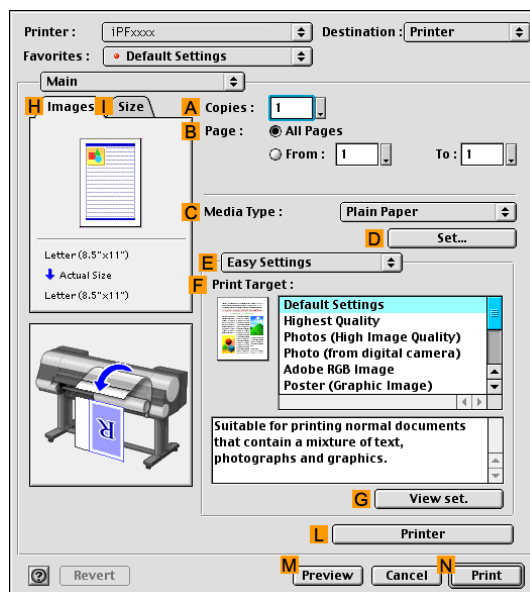 Printer : iPFxxxx Destination : Printer
Favorites : Default Settings
Main
H Images I Size
A Copies : 1
B Page : All Pages
From : 1 To : 1
C Media Type : Plain Paper
D Set...
Letter (8.5"x11")
Actual Size
Letter (8.5"x11")
E Easy Settings
F Print Target :
Default Settings
Highest Quality
Photos (High Image Quality)
Photo (from digital camera)
Adobe RGB Image
Poster (Graphic Image)
R
Suitable for printing normal documents
that contain a mixture of text,
photographs and graphics.
G View set.
L Printer
? Revert M Preview Cancel N Print